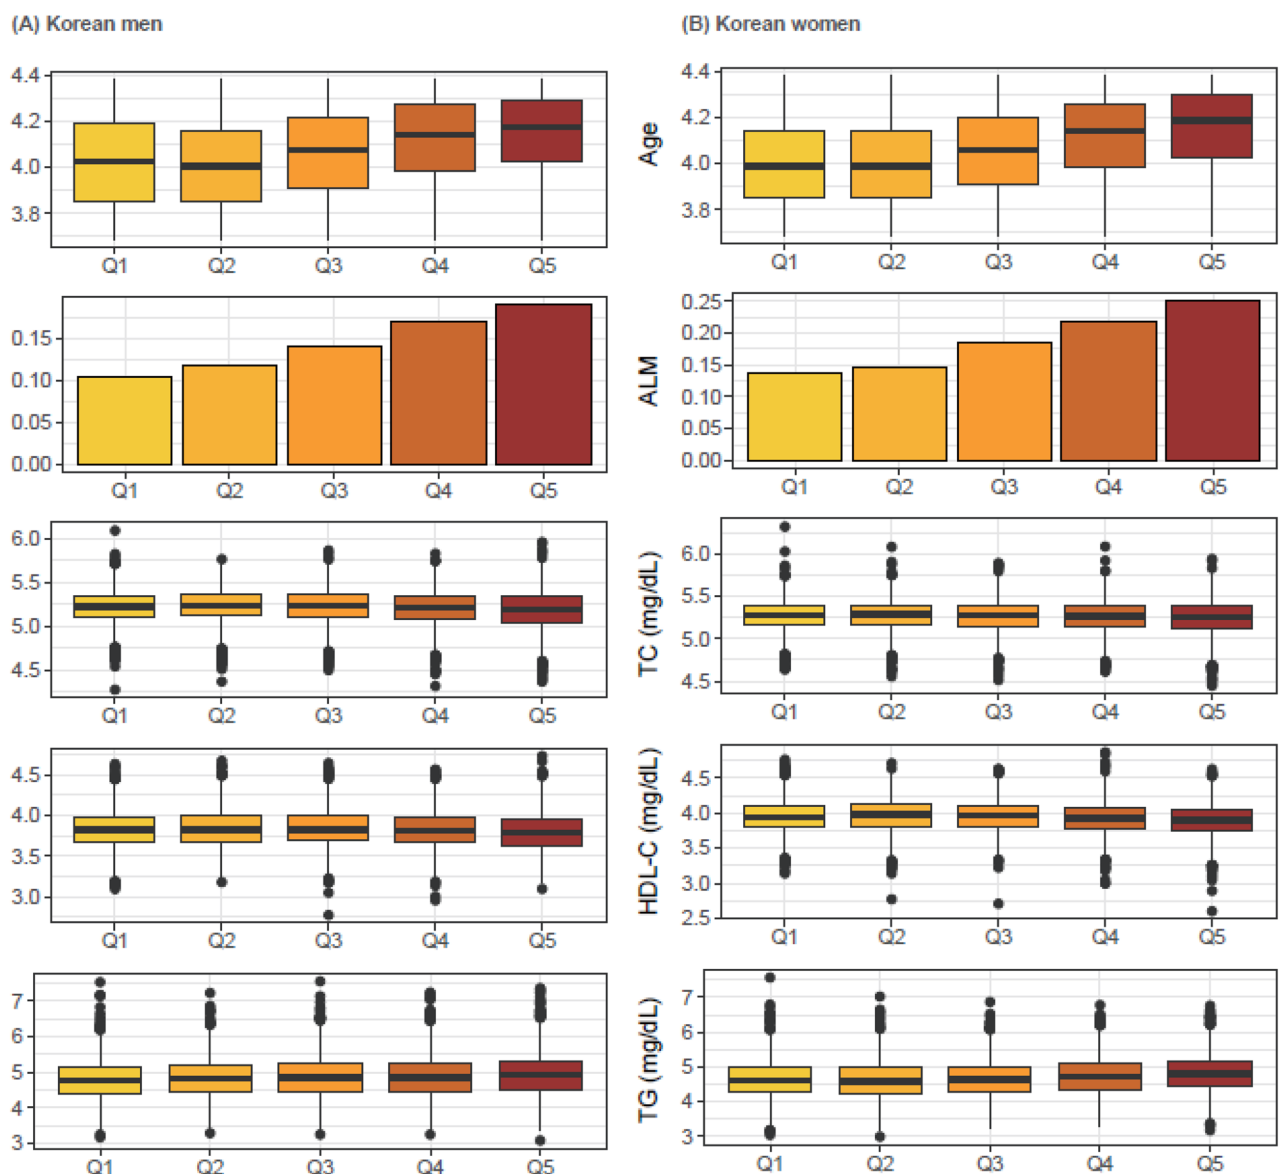 (A) Korean men
4.4
4.2
4.0
3.8
Q1 Q2 Q3 Q4 Q5
0.15
0.10
0.05
0.00
Q1 Q2 Q3 Q4 Q5
6.0
5.5
5.0
4.5
Q1 Q2 Q3 Q4 Q5
4.5
4.0
3.5
3.0
Q1 Q2 Q3 Q4 Q5
7
6
5
4
3
Q1 Q2 Q3 Q4 Q5
(B) Korean women
Age
4.4
4.2
4.0
3.8
Q1 Q2 Q3 Q4 Q5
ALM
0.25
0.20
0.15
0.10
0.05
0.00
Q1 Q2 Q3 Q4 Q5
TC (mg/dL)
6.0
5.5
5.0
4.5
Q1 Q2 Q3 Q4 Q5
HDL-C (mg/dL)
4.5
4.0
3.5
3.0
2.5
Q1 Q2 Q3 Q4 Q5
TG (mg/dL)
7
6
5
4
3
Q1 Q2 Q3 Q4 Q5